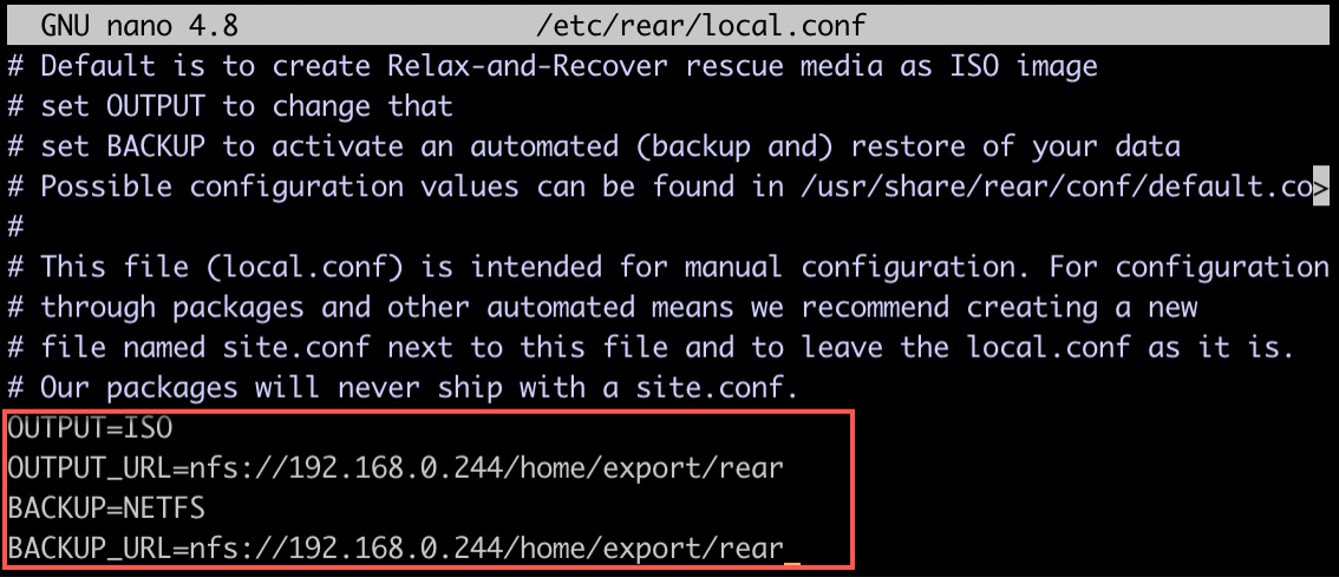 GNU nano 4.8 /etc/rear/local.conf
# Default is to create Relax-and-Recover rescue media as ISO image
# set OUTPUT to change that
# set BACKUP to activate an automated (backup and) restore of your data
# Possible configuration values can be found in /usr/share/rear/conf/default.co>
#
# This file (local.conf) is intended for manual configuration. For configuration
# through packages and other automated means we recommend creating a new
# file named site.conf next to this file and to leave the local.conf as it is.
# Our packages will never ship with a site.conf.
OUTPUT=ISO
OUTPUT_URL=nfs://192.168.0.244/home/export/rear
BACKUP=NETFS
BACKUP_URL=nfs://192.168.0.244/home/export/rear